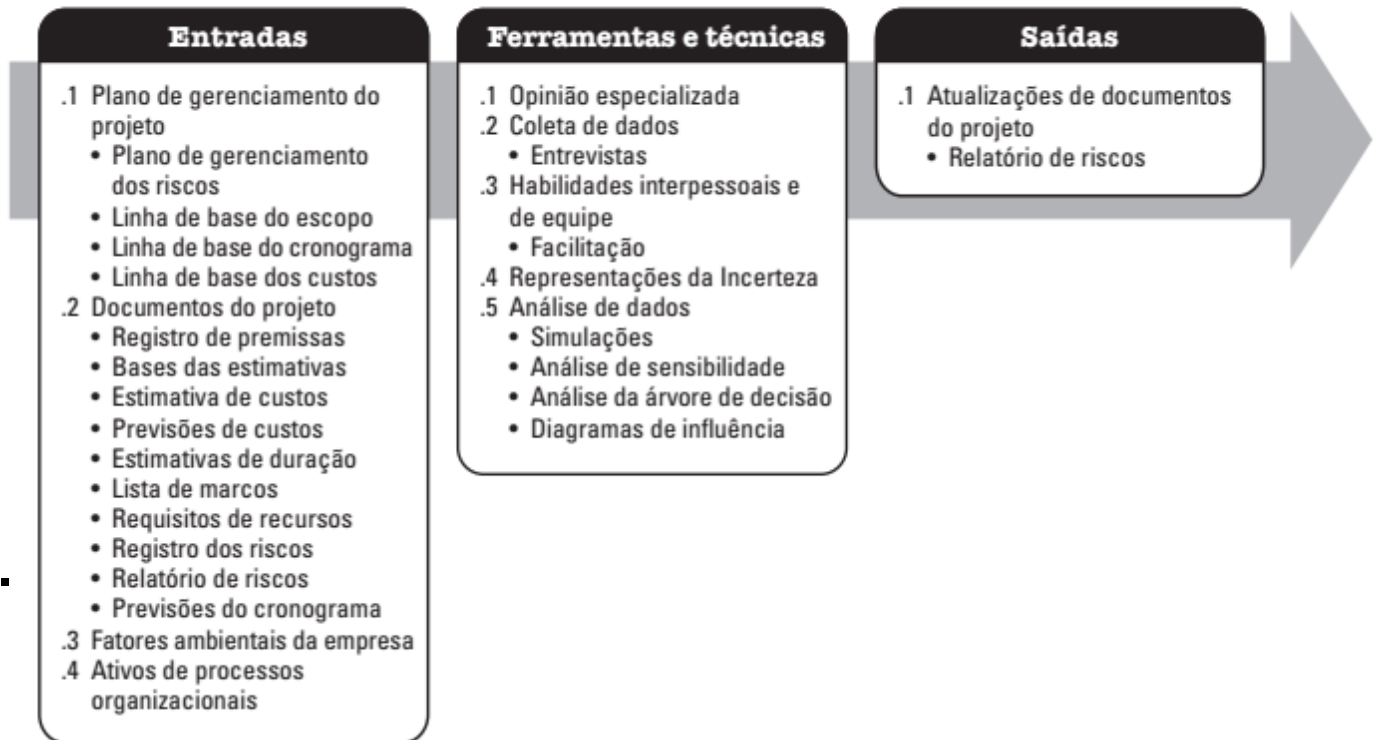 Entradas
.1 Plano de gerenciamento do
projeto
• Plano de gerenciamento
dos riscos
• Linha de base do escopo
• Linha de base do cronograma
• Linha de base dos custos
.2 Documentos do projeto
• Registro de premissas
• Bases das estimativas
• Estimativa de custos
• Previsões de custos
• Estimativas de duração
• Lista de marcos
• Requisitos de recursos
• Registro dos riscos
• Relatório de riscos
• Previsões do cronograma
.3 Fatores ambientais da empresa
.4 Ativos de processos
organizacionais
Ferramentas e técnicas
.1 Opinião especializada
.2 Coleta de dados
• Entrevistas
.3 Habilidades interpessoais e
de equipe
• Facilitação
.4 Representações da Incerteza
.5 Análise de dados
• Simulações
• Análise de sensibilidade
• Análise da árvore de decisão
• Diagramas de influência
Saídas
.1 Atualizações de documentos
do projeto
• Relatório de riscos